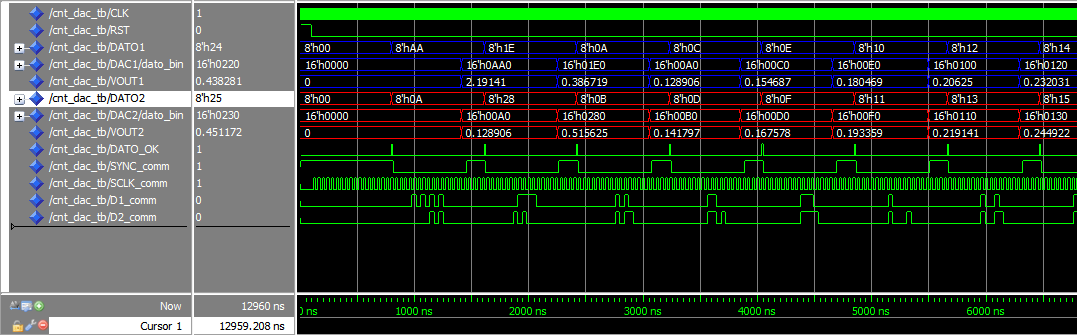 /cnt_dac_tb/CLK 1
/cnt_dac_tb/RST 0
/cnt_dac_tb/DATO1 8'h24 8'h00 8'hAA 8'h1E 8'h0A 8'h0C 8'h0E 8'h10 8'h12 8'h14
/cnt_dac_tb/DAC1/dato_bin 16'h0220 16'h0000 16'h0AA0 16'h01E0 16'h00A0 16'h00C0 16'h00E0 16'h0100 16'h0120
/cnt_dac_tb/VOUT1 0.438281 0 2.19141 0.386719 0.128906 0.154687 0.180469 0.20625 0.232031
/cnt_dac_tb/DATO2 8'h25 8'h00 8'h0A 8'h28 8'h0B 8'h0D 8'h0F 8'h11 8'h13 8'h15
/cnt_dac_tb/DAC2/dato_bin 16'h0230 16'h0000 16'h00A0 16'h0280 16'h00B0 16'h00D0 16'h00F0 16'h0110 16'h0130
/cnt_dac_tb/VOUT2 0.451172 0 0.128906 0.515625 0.141797 0.167578 0.193359 0.219141 0.244922
/cnt_dac_tb/DATO_OK 1
/cnt_dac_tb/SYNC_comm 1
/cnt_dac_tb/SCLK_comm 1
/cnt_dac_tb/D1_comm 0
/cnt_dac_tb/D2_comm 0
Now 12960 ns
0 ns 1000 ns 2000 ns 3000 ns 4000 ns 5000 ns 6000 ns
Cursor 1 12959.208 ns